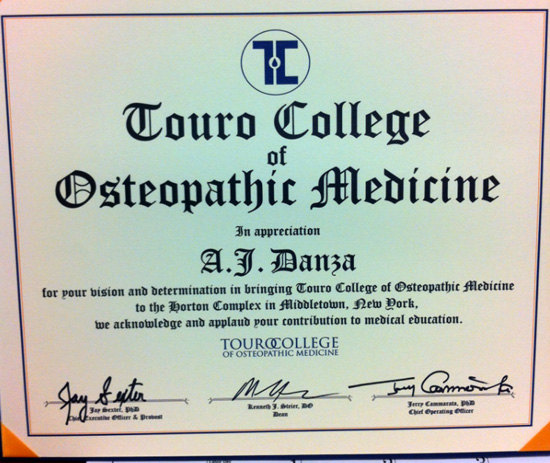 TC
Touro College
of
Osteopathic Medicine
In appreciation
A.J. Danza
for your vision and determination in bringing Touro College of Osteopathic Medicine
to the Horton Complex in Middletown, New York,
we acknowledge and applaud your contribution to medical education.
TOUROCOLLEGE
OF OSTEOPATHIC MEDICINE
Jay Sexter
Jay Sexter, PhD
Chief Executive Officer & Provost
Kenneth J. Steier, DO
Dean
Jerry Cammarata, PhD
Chief Operating Officer